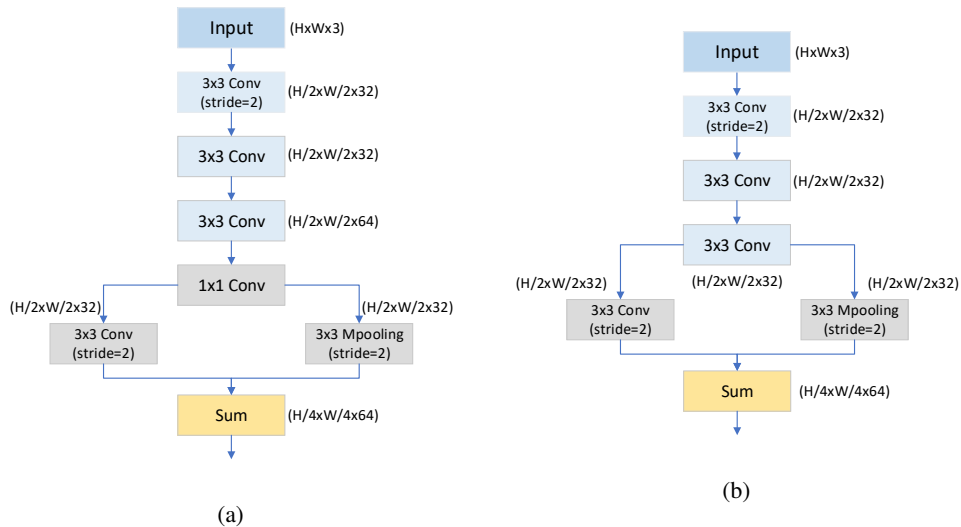 Input
(HxWx3)
3x3 Conv
(stride=2)
(H/2xW/2x32)
3x3 Conv
(H/2xW/2x32)
3x3 Conv
(H/2xW/2x64)
1x1 Conv
(H/2xW/2x32)
(H/2xW/2x32)
3x3 Conv
(stride=2)
3x3 Mpooling
(stride=2)
Sum
(H/4xW/4x64)
(a)
Input
(HxWx3)
3x3 Conv
(stride=2)
(H/2xW/2x32)
3x3 Conv
(H/2xW/2x32)
3x3 Conv
(H/2xW/2x32)
(H/2xW/2x32)
(H/2xW/2x32)
3x3 Conv
(stride=2)
3x3 Mpooling
(stride=2)
Sum
(H/4xW/4x64)
(b)